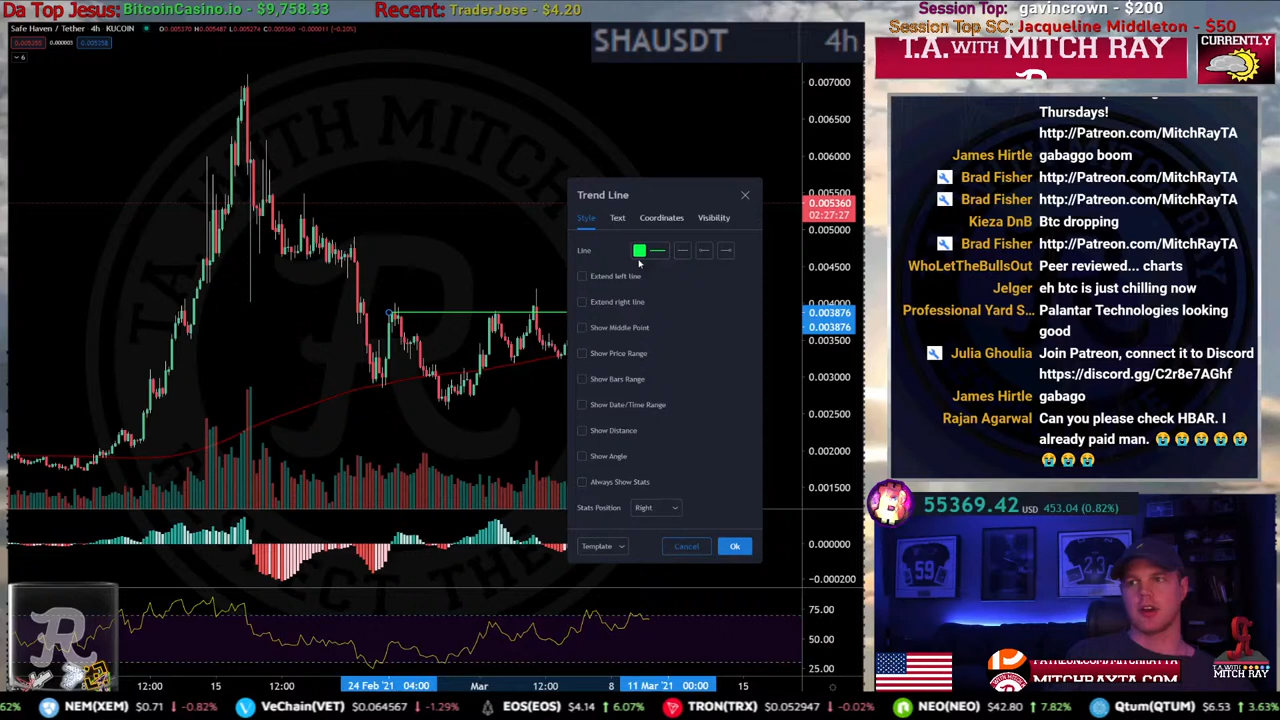 Da Top Jesus: BitcoinCasino.io - $9,758.33
Recent: TraderJose - $4.20
Session Top: gavincrown - $200
Session Top SC: Jacqueline Middleton - $50
Safe Haven / Tether 4h KUCOIN
SHAUSDT 4h
T.A. WITH MITCH RAY
CURRENTLY
0.007000
0.006500
0.006000
0.005500
0.005360
02:27:27
0.005000
0.004500
0.004000
0.003876
0.003876
0.003500
0.003000
0.002500
0.002000
0.001500
0.000000
-0.000200
75.00
50.00
25.00
Trend Line
Style Text Coordinates Visibility
Line
Extend left line
Extend right line
Show Middle Point
Show Price Range
Show Bars Range
Show Date/Time Range
Show Distance
Show Angle
Always Show Stats
Stats Position Right
Template Cancel Ok
12:00 15 12:00 24 Feb '21 04:00 Mar 12:00 8 11 Mar '21 00:00 15
Thursdays!
http://Patreon.com/MitchRayTA
James Hirtle gabaggo boom
Brad Fisher http://Patreon.com/MitchRayTA
Brad Fisher http://Patreon.com/MitchRayTA
Kieza DnB Btc dropping
Brad Fisher http://Patreon.com/MitchRayTA
WhoLetTheBullsOut Peer reviewed... charts
Jelger eh btc is just chilling now
Professional Yard S... Palantar Technologies looking
good
Julia Ghoulia Join Patreon, connect it to Discord
https://discord.gg/C2r8e7AGhf
James Hirtle gabago
Rajan Agarwal Can you please check HBAR. I
already paid man. 😭😭😭😭😭
😭😭😭
55369.42 USD 453.04 (0.82%)
59
23
PATREON.COM/MITCHRAYTA
MITCHRAYTA.COM
T.A. WITH
MITCH RAY
62% NEM(XEM) $0.71 -0.82% VeChain(VET) $0.064567 -1.29% EOS(EOS) $4.14 6.07% TRON(TRX) $0.052947 -0.02% NEO(NEO) $42.80 7.82% Qtum(QTUM) $6.53 3.63%